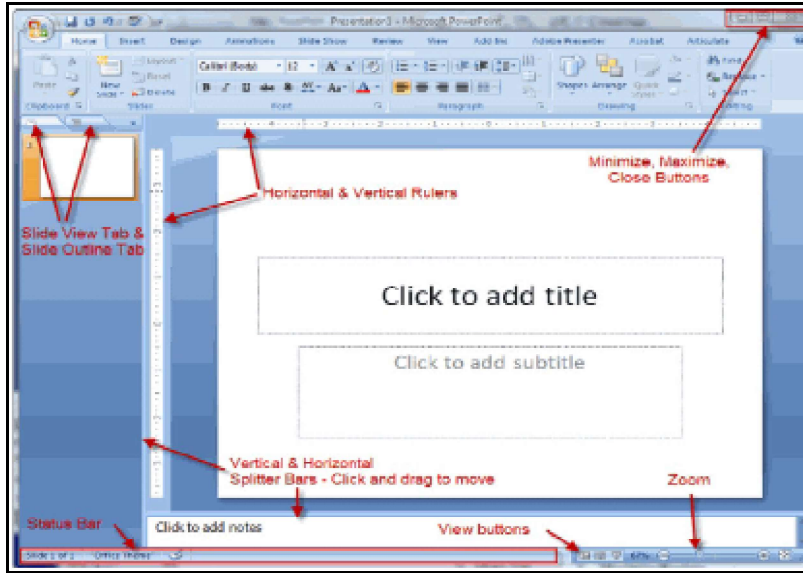 Presentation1 - Microsoft PowerPoint
Home Insert Design Animations Slide Show Review View Add-Ins Adobe Presenter Acrobat Articulate
Calibri (Body) 12
Paste New Slide Layout Reset Delete Shapes Arrange Quick Styles Find Replace Select
Clipboard Slides Font Paragraph Drawing Editing
Minimize, Maximize,
Close Buttons
Horizontal & Vertical Rulers
Slide View Tab &
Slide Outline Tab
Click to add title
Click to add subtitle
Vertical & Horizontal
Splitter Bars - Click and drag to move
Zoom
Status Bar
Click to add notes
View buttons
Slide 1 of 1 "Office Theme" 67%